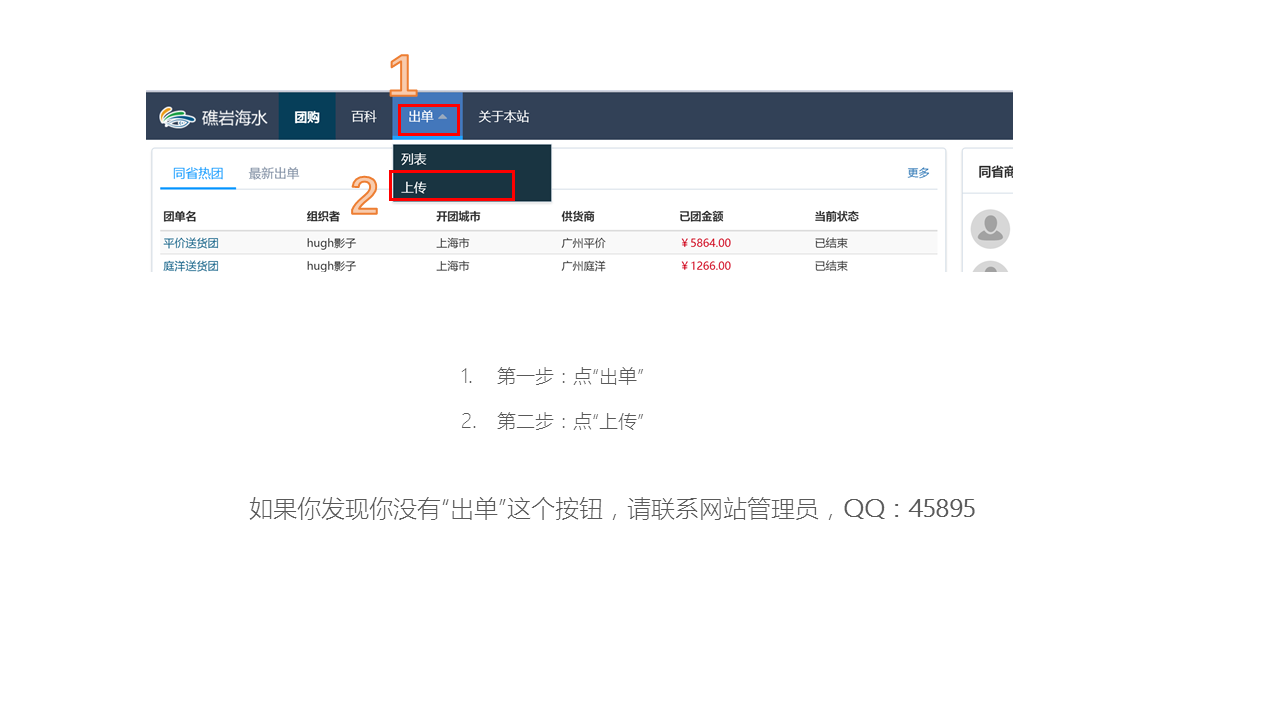 1
礁岩海水 团购 百科 出单 关于本站
列表
同省热团 最新出单 更多 同省商
2 上传
团单名 组织者 开团城市 供货商 已团金额 当前状态
平价送货团 hugh影子 上海市 广州平价 ¥5864.00 已结束
庭洋送货团 hugh影子 上海市 广州庭洋 ¥1266.00 已结束
1. 第一步：点“出单”
2. 第二步：点“上传”
如果你发现你没有“出单”这个按钮，请联系网站管理员，QQ：45895